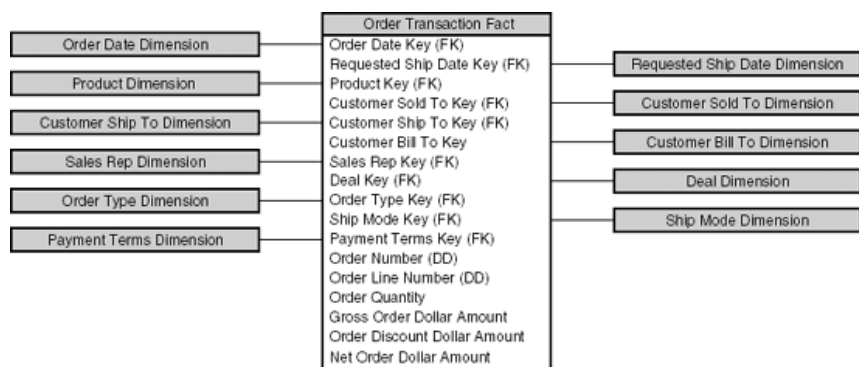 Order Transaction Fact
Order Date Dimension
Order Date Key (FK)
Requested Ship Date Key (FK)
Requested Ship Date Dimension
Product Dimension
Product Key (FK)
Customer Sold To Key (FK)
Customer Sold To Dimension
Customer Ship To Dimension
Customer Ship To Key (FK)
Customer Bill To Key
Customer Bill To Dimension
Sales Rep Dimension
Sales Rep Key (FK)
Deal Key (FK)
Deal Dimension
Order Type Dimension
Order Type Key (FK)
Ship Mode Key (FK)
Ship Mode Dimension
Payment Terms Dimension
Payment Terms Key (FK)
Order Number (DD)
Order Line Number (DD)
Order Quantity
Gross Order Dollar Amount
Order Discount Dollar Amount
Net Order Dollar Amount